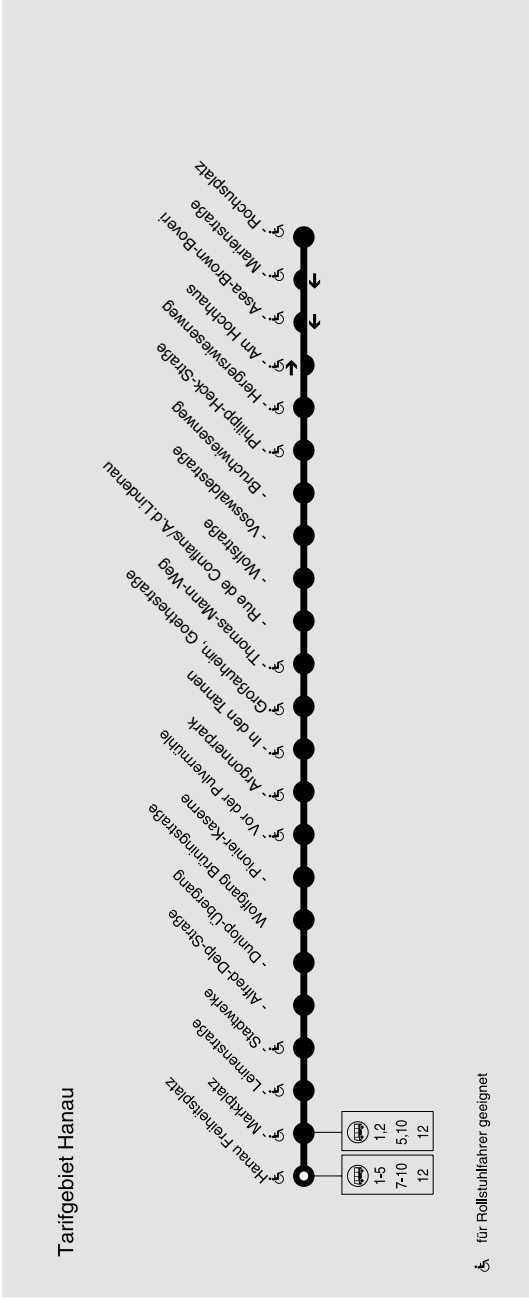 Tarifgebiet Hanau
Hanau Freiheitsplatz
- Marktplatz
- Leimenstraße
- Stadtwerke
- Alfred-Delp-Straße
- Dunlop-Übergang
Wolfgang Brüningstraße
- Pionier-Kaserne
- Vor der Pulvermühle
- Argonnerpark
- In den Tannen
Großauheim, Goethestraße
- Thomas-Mann-Weg
- Rue de Conflans/A.d.Lindenau
- Wolfstraße
- Vosswaldestraße
- Bruchwiesenweg
- Philipp-Heck-Straße
- Hergerswiesenweg
- Am Hochhaus
- Asea-Brown-Boveri
- Marienstraße
- Rochusplatz
1-5
7-10
12
1,2
5,10
12
für Rollstuhlfahrer geeignet